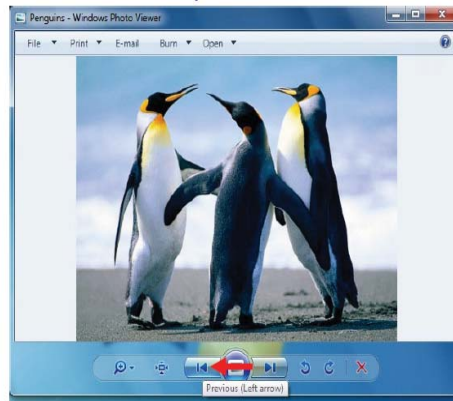 Penguins - Windows Photo Viewer
File Print E-mail Burn Open
Previous (Left arrow)